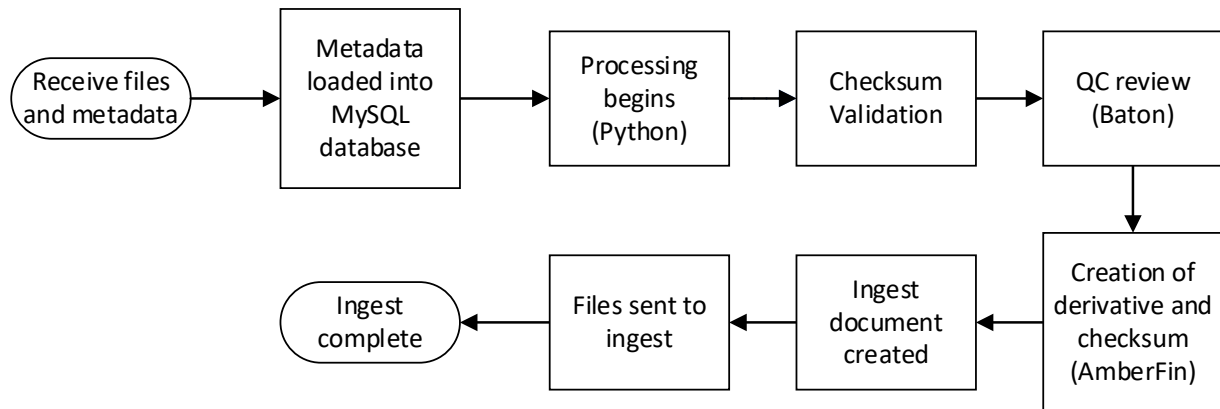 Receive files
and metadata
Metadata
loaded into
MySQL
database
Processing
begins
(Python)
Checksum
Validation
QC review
(Baton)
Creation of
derivative and
checksum
(AmberFin)
Ingest
document
created
Files sent to
ingest
Ingest
complete